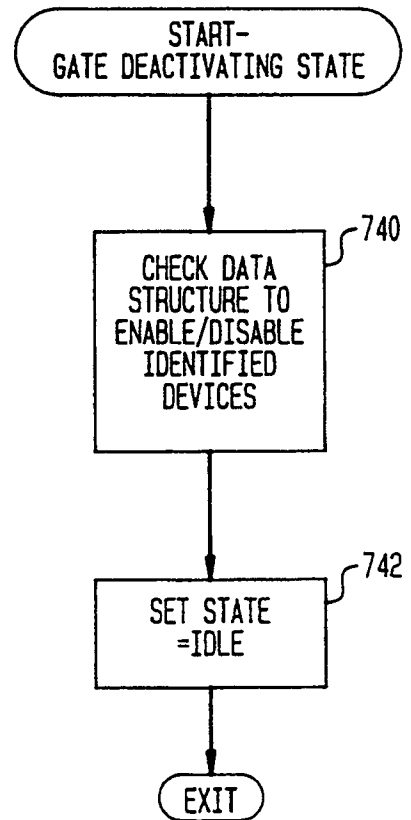 START-
GATE DEACTIVATING STATE
740
CHECK DATA
STRUCTURE TO
ENABLE/DISABLE
IDENTIFIED
DEVICES
742
SET STATE
=IDLE
EXIT